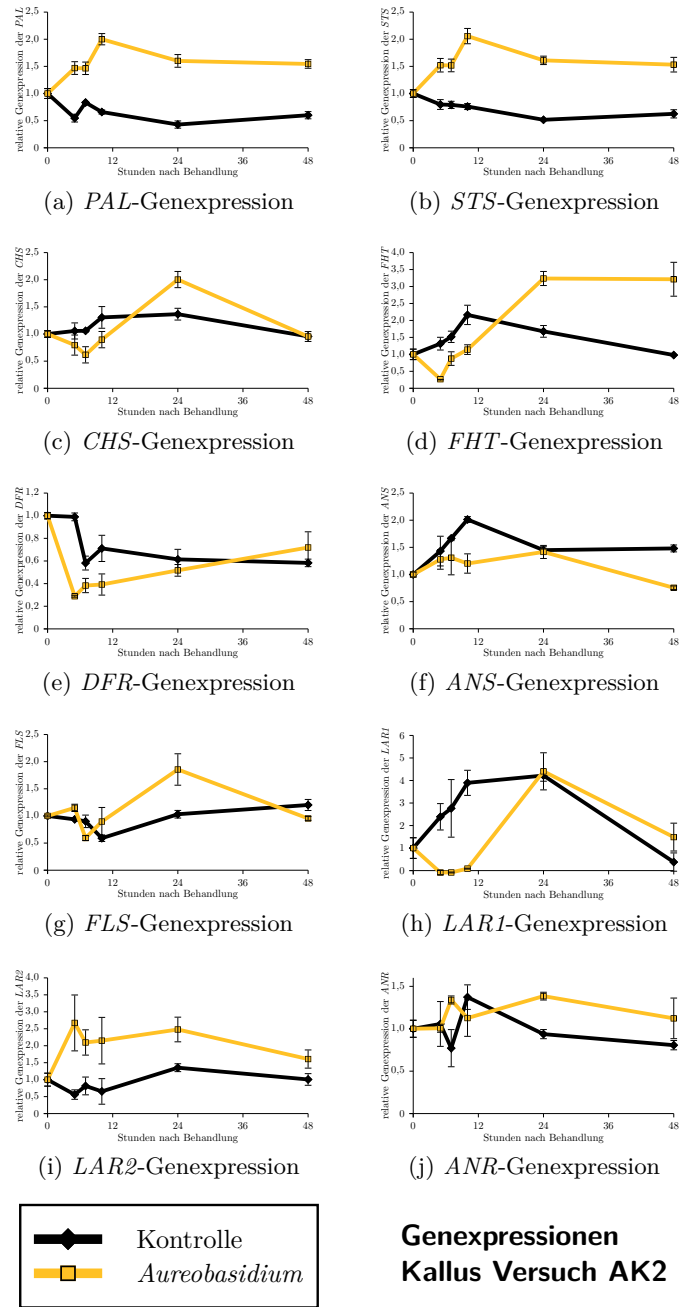 relative Genexpression der PAL
2,5
2,0
1,5
1,0
0,5
0
0 12 24 36 48
Stunden nach Behandlung
(a) PAL-Genexpression
relative Genexpression der STS
2,5
2,0
1,5
1,0
0,5
0
0 12 24 36 48
Stunden nach Behandlung
(b) STS-Genexpression
relative Genexpression der CHS
2,5
2,0
1,5
1,0
0,5
0
0 12 24 36 48
Stunden nach Behandlung
(c) CHS-Genexpression
relative Genexpression der FHT
4,0
3,5
3,0
2,5
2,0
1,5
1,0
0,5
0
0 12 24 36 48
Stunden nach Behandlung
(d) FHT-Genexpression
relative Genexpression der DFR
1,2
1,0
0,8
0,6
0,4
0,2
0
0 12 24 36 48
Stunden nach Behandlung
(e) DFR-Genexpression
relative Genexpression der ANS
2,5
2,0
1,5
1,0
0,5
0
0 12 24 36 48
Stunden nach Behandlung
(f) ANS-Genexpression
relative Genexpression der FLS
2,5
2,0
1,5
1,0
0,5
0
0 12 24 36 48
Stunden nach Behandlung
(g) FLS-Genexpression
relative Genexpression der LAR1
6
5
4
3
2
1
0
0 12 24 36 48
Stunden nach Behandlung
(h) LAR1-Genexpression
relative Genexpression der LAR2
4,0
3,5
3,0
2,5
2,0
1,5
1,0
0,5
0
0 12 24 36 48
Stunden nach Behandlung
(i) LAR2-Genexpression
relative Genexpression der ANR
1,5
1,0
0,5
0
0 12 24 36 48
Stunden nach Behandlung
(j) ANR-Genexpression
Kontrolle
Aureobasidium
Genexpressionen
Kallus Versuch AK2